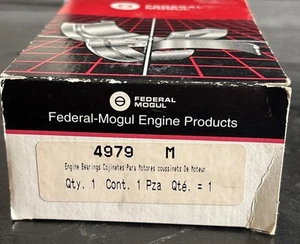 FEDERAL
MOGUL
Federal-Mogul Engine Products
4979 M
Engine Bearings Cojinetes Para Motores coussinets De Moteur
Qty. 1 Cont. 1 Pza Qté. = 1